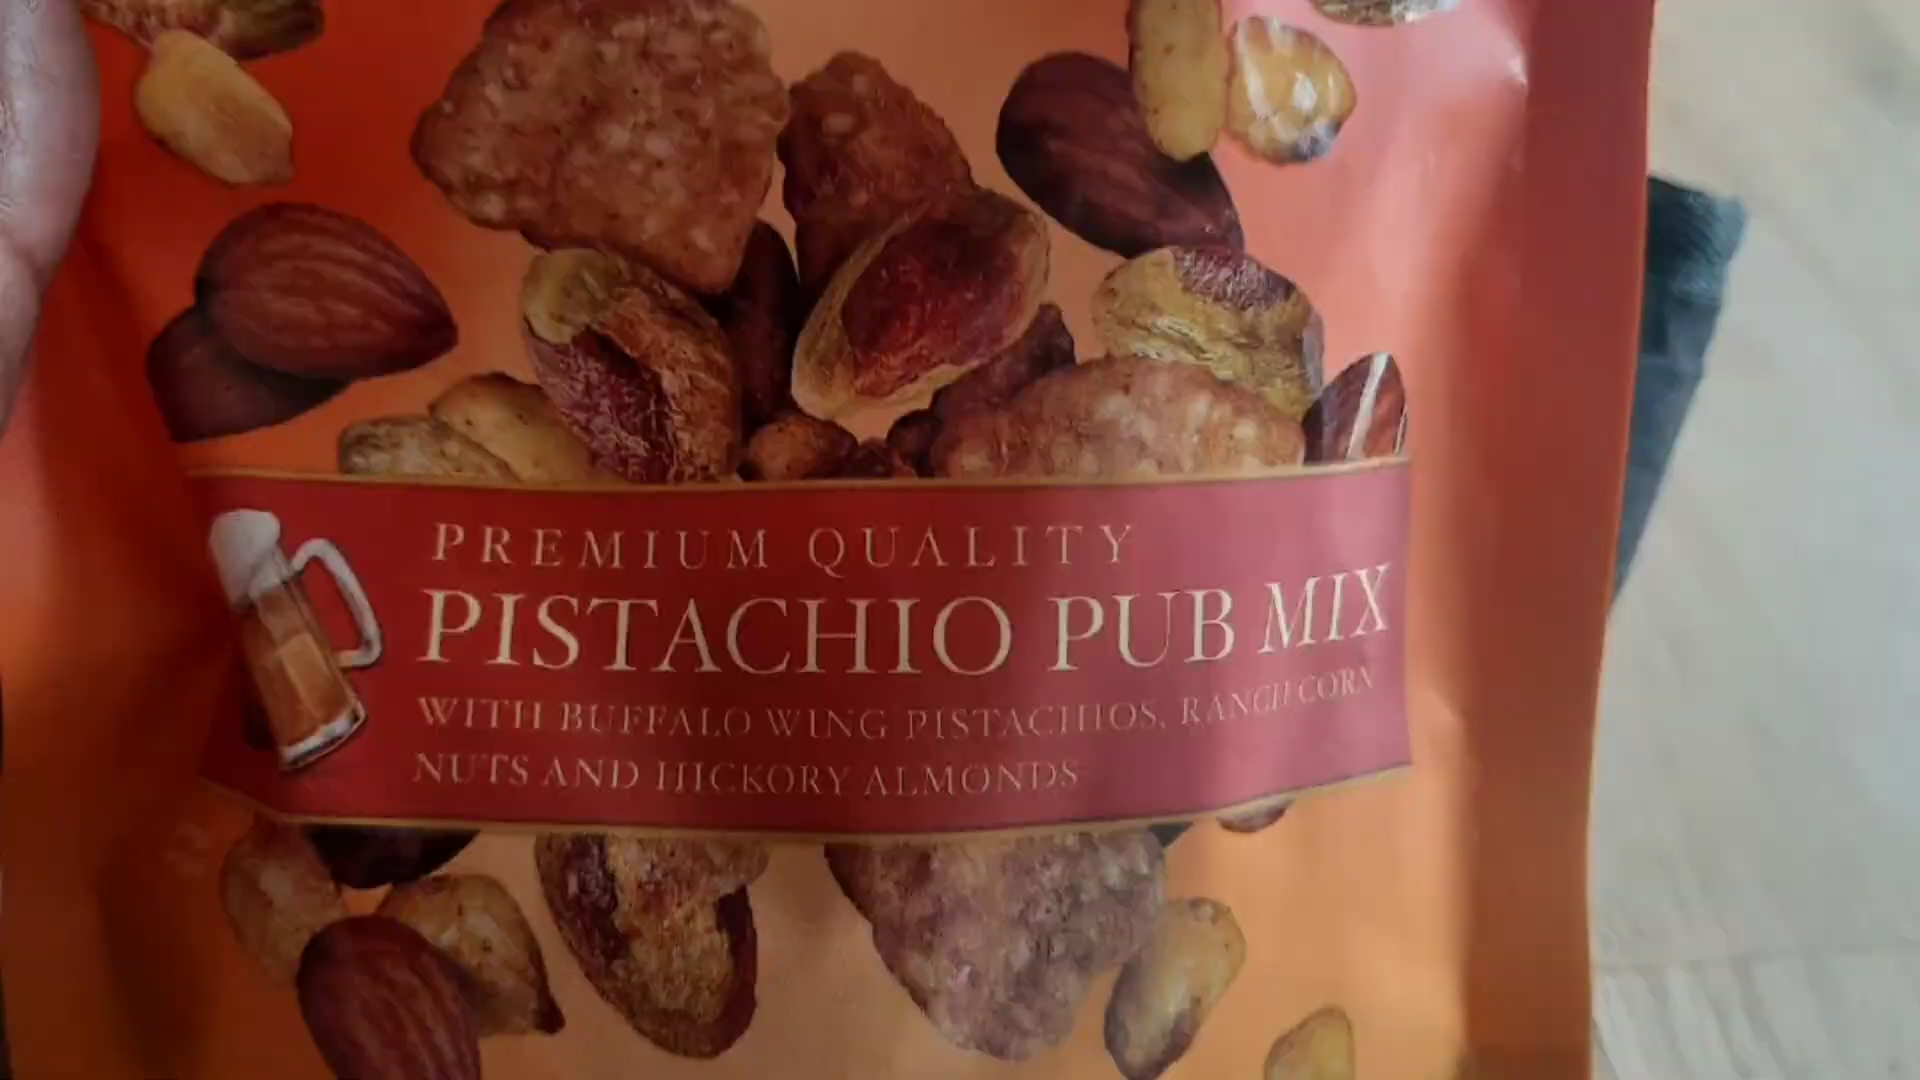 PREMIUM QUALITY
PISTACHIO PUB MIX
WITH BUFFALO WING PISTACHIOS, RANCH CORN
NUTS AND HICKORY ALMONDS